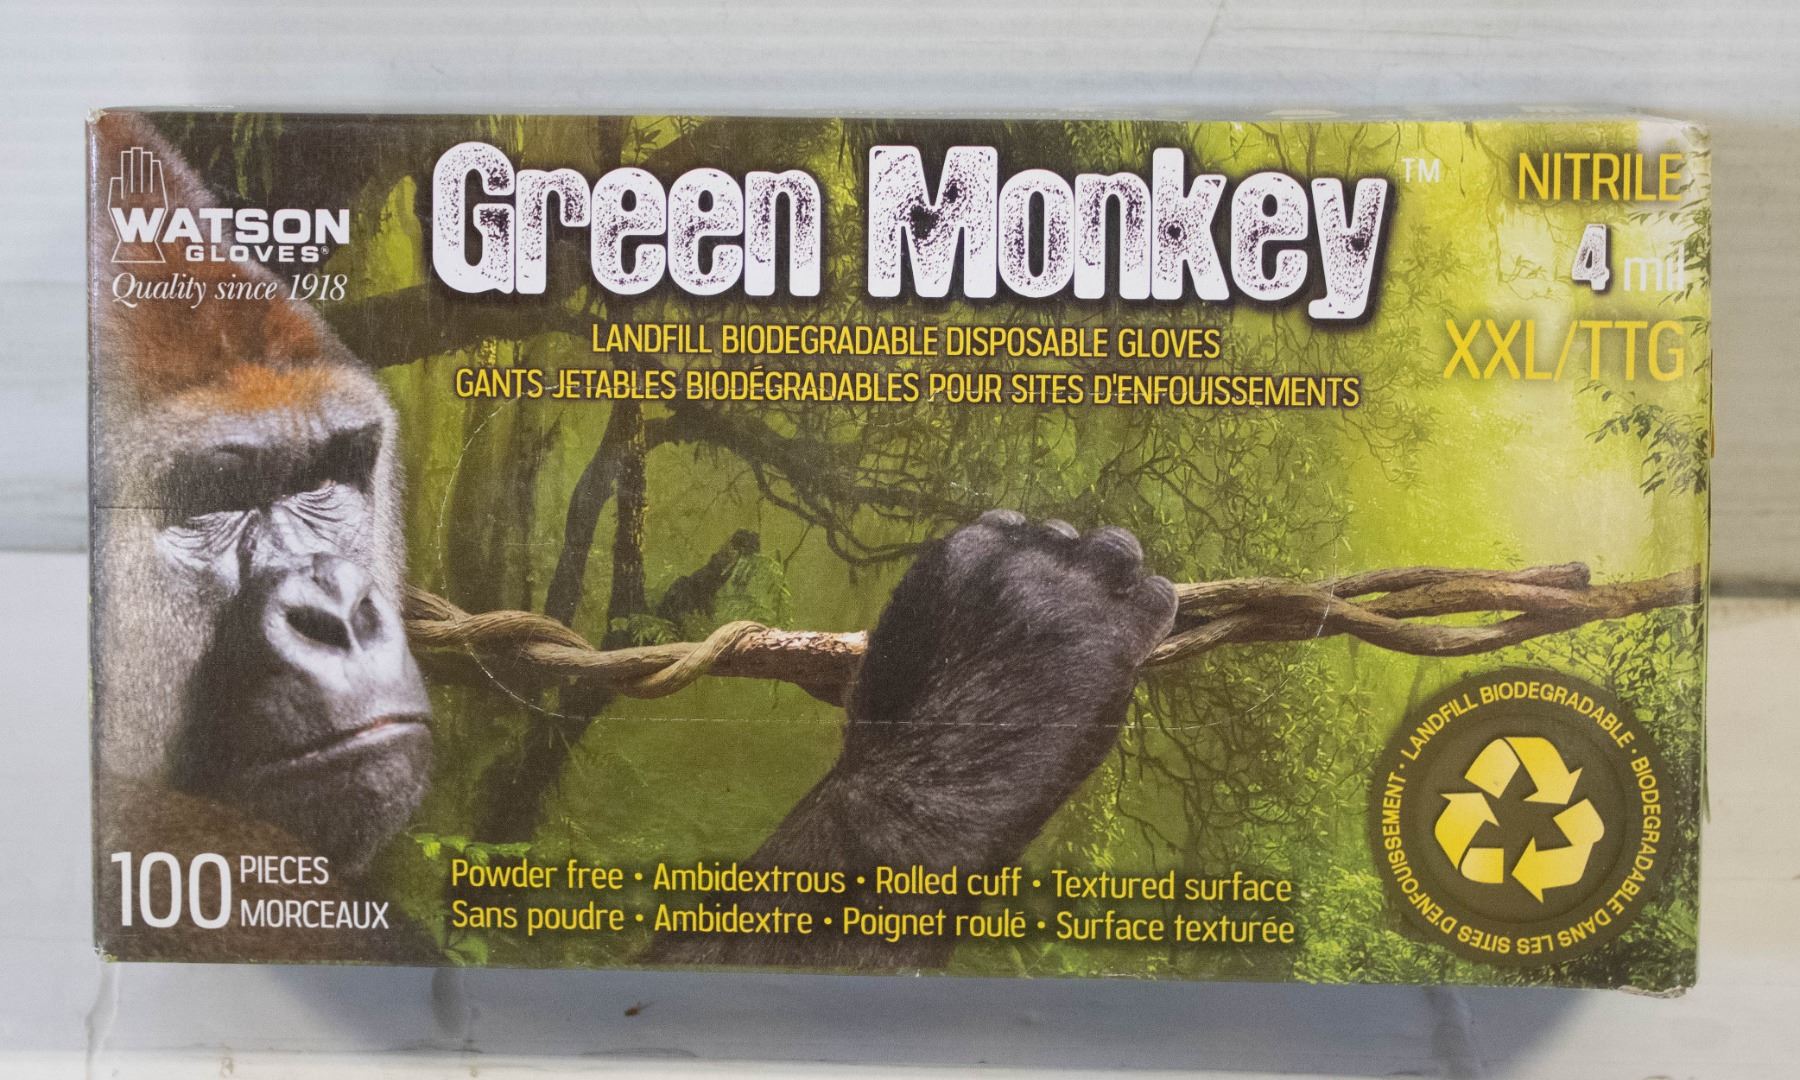 WATSON
GLOVES®
Quality since 1918
Green Monkey™
LANDFILL BIODEGRADABLE DISPOSABLE GLOVES
GANTS JETABLES BIODÉGRADABLES POUR SITES D'ENFOUISSEMENTS
NITRILE
4 mil
XXL/TTG
100 PIECES
MORCEAUX
Powder free • Ambidextrous • Rolled cuff • Textured surface
Sans poudre • Ambidextre • Poignet roulé • Surface texturée
LANDFILL BIODEGRADABLE • BIODEGRADABLE DANS LES SITES D'ENFOUISSEMENT •